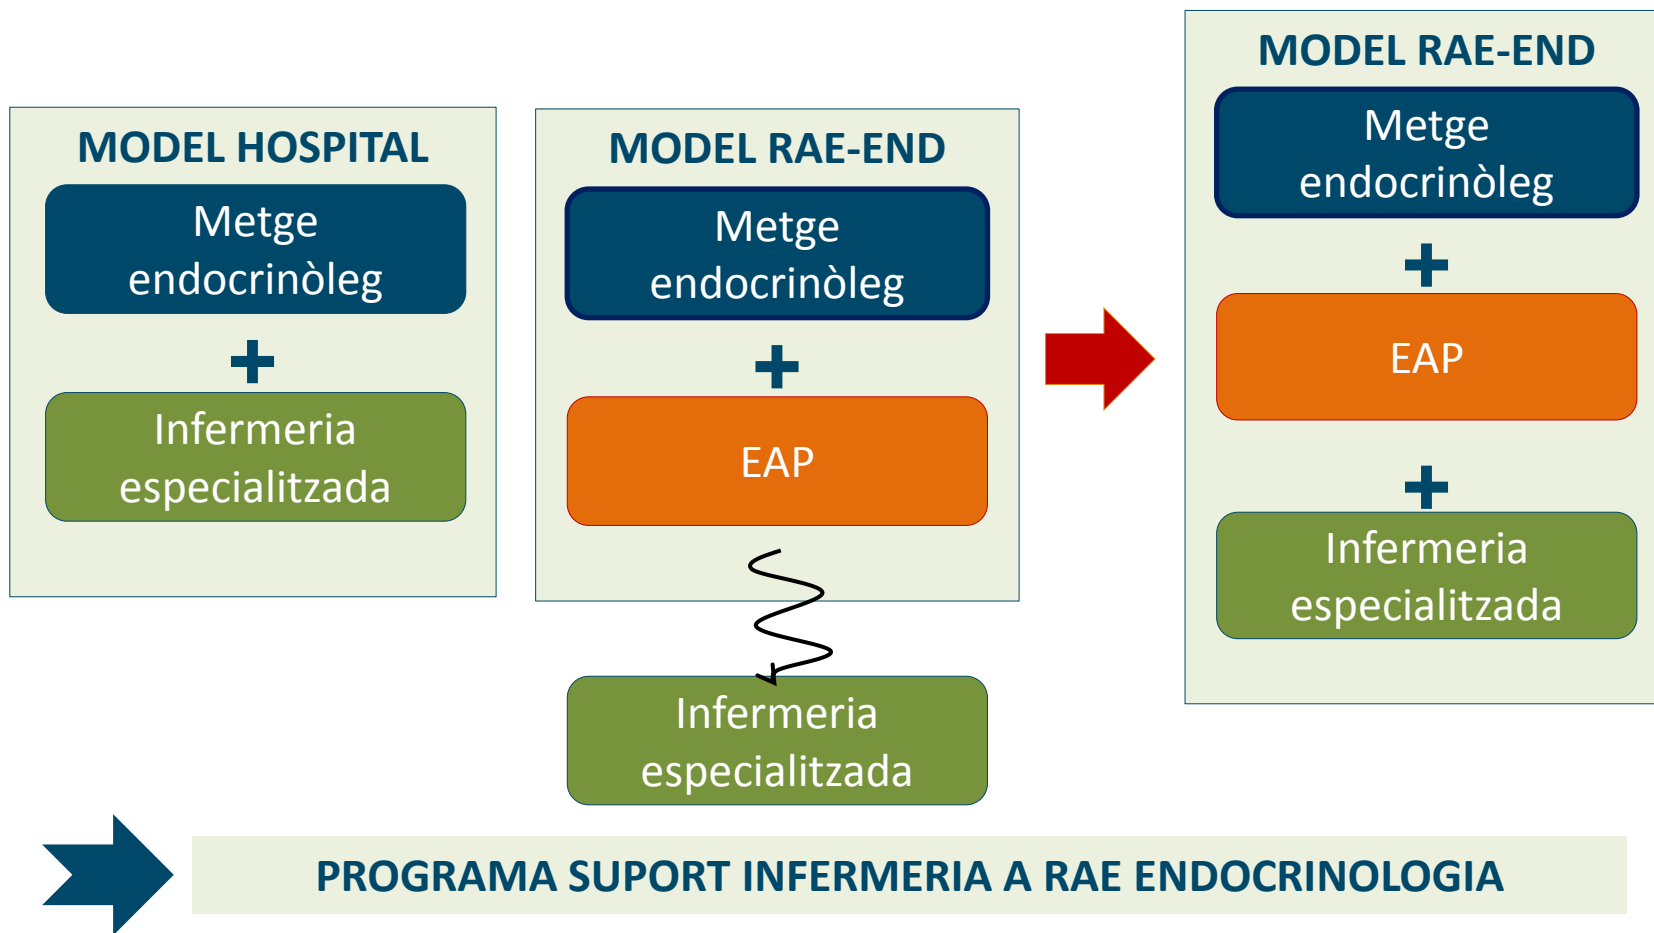 MODEL HOSPITAL
Metge
endocrinòleg
+
Infermeria
especialitzada
MODEL RAE-END
Metge
endocrinòleg
+
EAP
Infermeria
especialitzada
MODEL RAE-END
Metge
endocrinòleg
+
EAP
+
Infermeria
especialitzada
PROGRAMA SUPORT INFERMERIA A RAE ENDOCRINOLOGIA